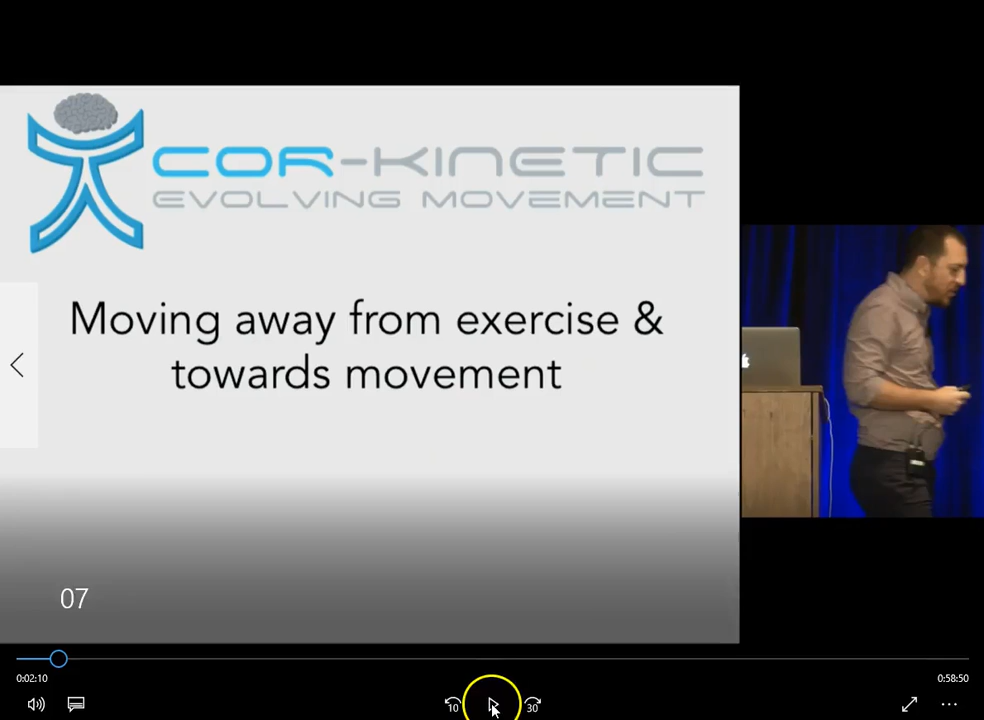 COR-KINETIC
EVOLVING MOVEMENT
Moving away from exercise &
towards movement
07
0:02:10
0:58:50
10
30